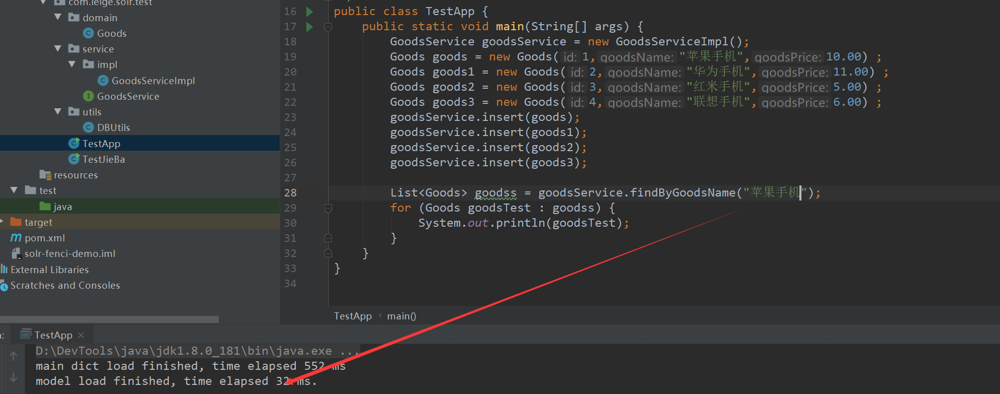 com.leige.solr.test
domain
Goods
service
impl
GoodsServiceImpl
GoodsService
utils
DBUtils
TestApp
TestJieBa
resources
test
java
target
pom.xml
solr-fenci-demo.iml
External Libraries
Scratches and Consoles
16 public class TestApp {
17 public static void main(String[] args) {
18 GoodsService goodsService = new GoodsServiceImpl();
19 Goods goods = new Goods( id: 1, goodsName: "苹果手机", goodsPrice: 10.00) ;
20 Goods goods1 = new Goods( id: 2, goodsName: "华为手机", goodsPrice: 11.00) ;
21 Goods goods2 = new Goods( id: 3, goodsName: "红米手机", goodsPrice: 5.00) ;
22 Goods goods3 = new Goods( id: 4, goodsName: "联想手机", goodsPrice: 6.00) ;
23 goodsService.insert(goods);
24 goodsService.insert(goods1);
25 goodsService.insert(goods2);
26 goodsService.insert(goods3);
27
28 List<Goods> goodss = goodsService.findByGoodsName("苹果手机");
29 for (Goods goodsTest : goodss) {
30 System.out.println(goodsTest);
31 }
32 }
33 }
34
TestApp › main()
TestApp ×
D:\DevTools\java\jdk1.8.0_181\bin\java.exe ...
main dict load finished, time elapsed 552 ms
model load finished, time elapsed 32 ms.